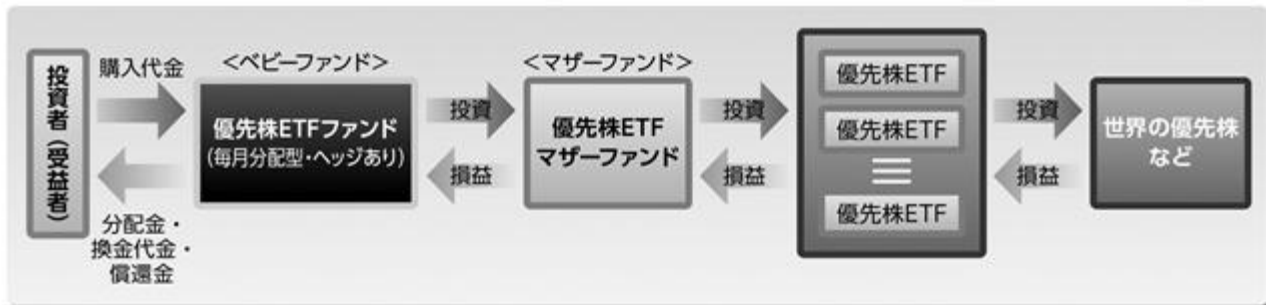 投資者（受益者）
購入代金
分配金・
換金代金・
償還金
＜ベビーファンド＞
優先株ETFファンド
（毎月分配型・ヘッジあり）
投資
損益
＜マザーファンド＞
優先株ETF
マザーファンド
投資
損益
優先株ETF
優先株ETF
優先株ETF
投資
損益
世界の優先株
など